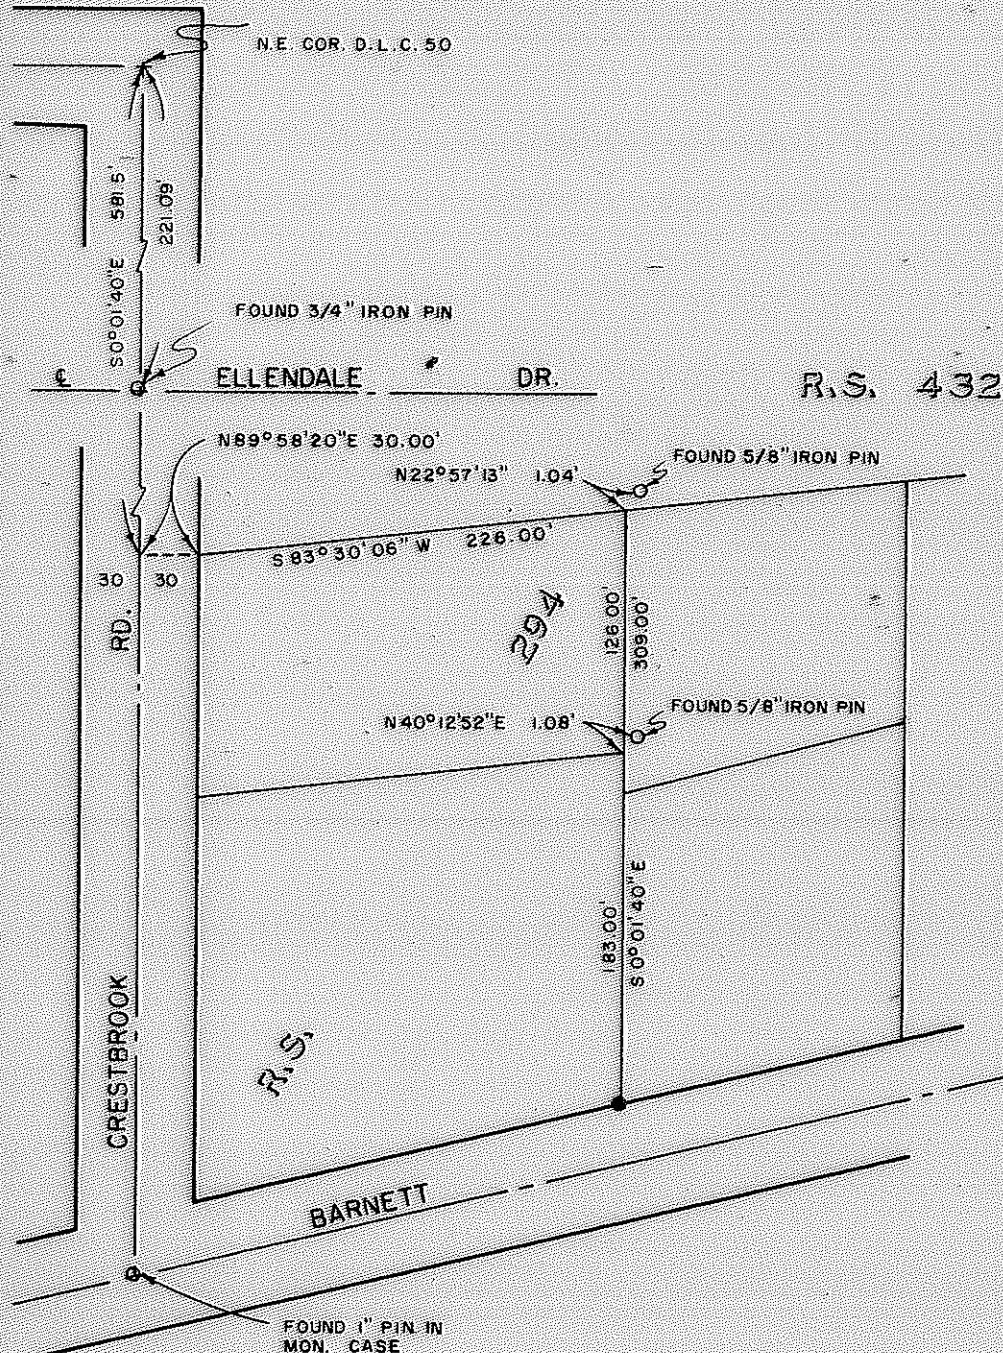 N.E. COR. D.L.C. 50
S0°01'40"E 581.5'
221.09'
FOUND 3/4" IRON PIN
℄ ELLENDALE DR.
R.S. 432
N89°58'20"E 30.00'
N22°57'13" 1.04'
FOUND 5/8" IRON PIN
S 83° 30' 06" W 226.00'
30 30
RD.
294
126.00'
309.00'
N40°12'52"E 1.08'
FOUND 5/8" IRON PIN
183.00'
S 0°01'40" E
CRESTBROOK
R.S.
BARNETT
FOUND 1" PIN IN
MON. CASE